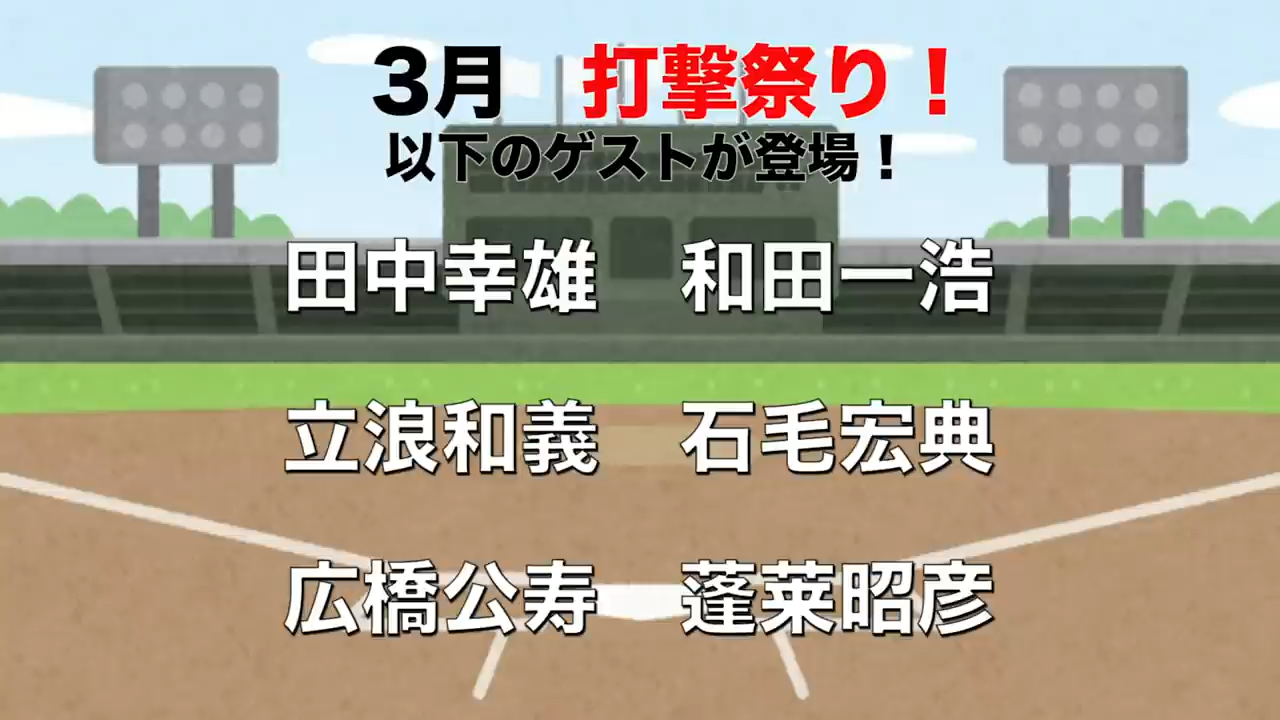 3月　打撃祭り！
以下のゲストが登場！
田中幸雄　和田一浩
立浪和義　石毛宏典
広橋公寿　蓬莱昭彦